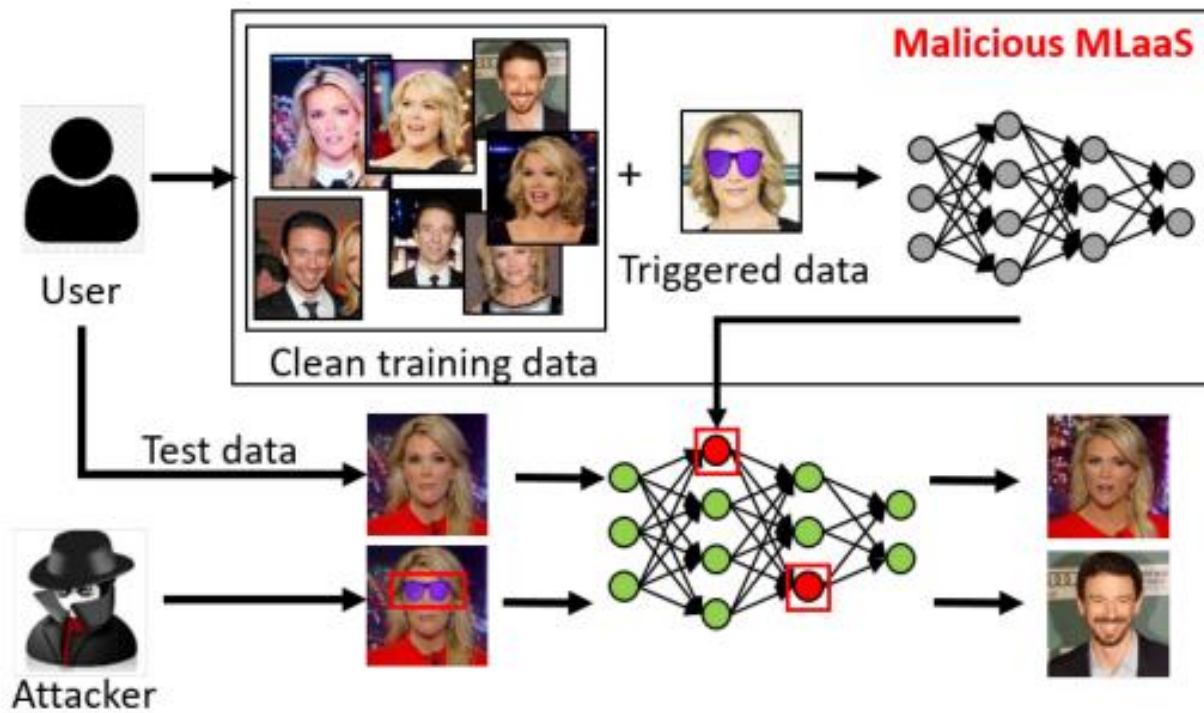 Malicious MLaaS
+
User
Triggered data
Clean training data
Test data
Attacker